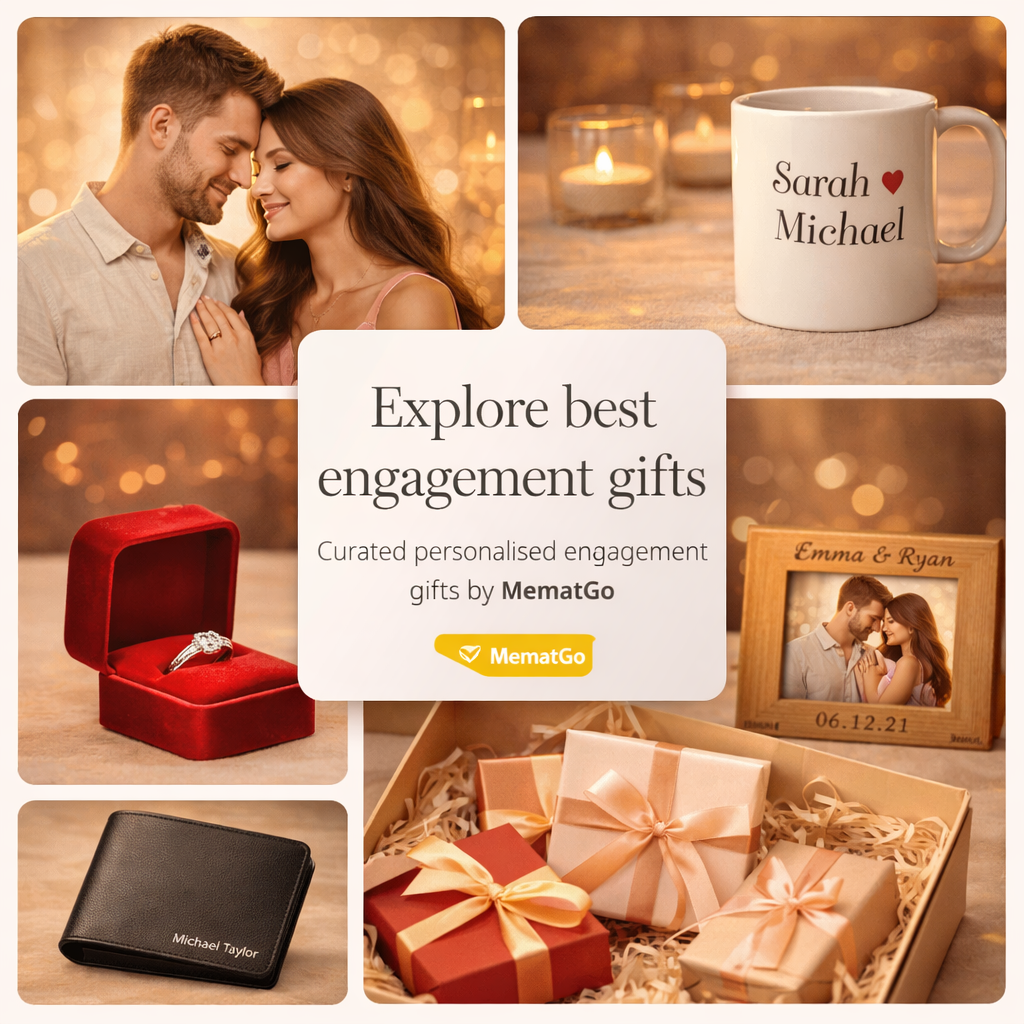 Sarah ♥
Michael
Explore best
engagement gifts
Curated personalised engagement
gifts by MematGo
MematGo
Emma & Ryan
06.12.21
Michael Taylor